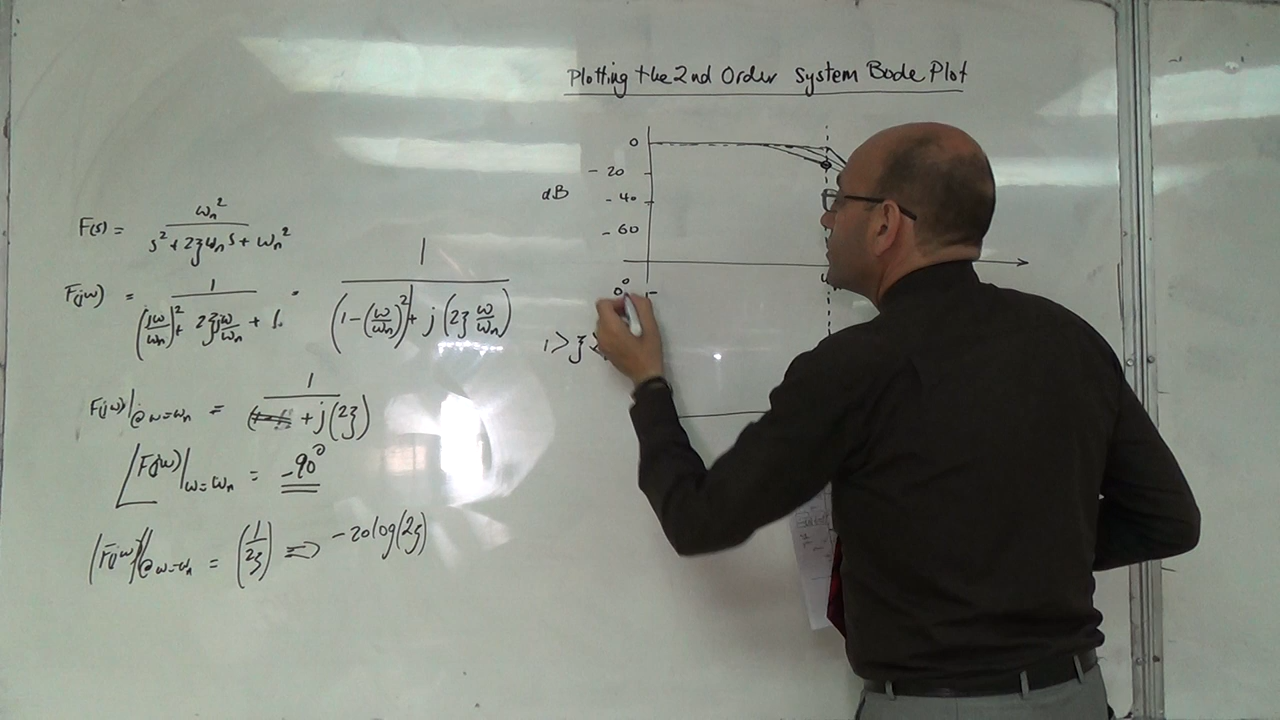 Plotting the 2nd Order System Bode Plot
0
- 20
dB
- 40
- 60
0°
1 > ζ >
F(s) = ωn² / s² + 2ζωn s + ωn²
F(jω) = 1 / (jω/ωn)² + 2ζjω/ωn + 1 = 1 / (1-(ω/ωn)²) + j(2ζ ω/ωn)
F(jω)|@ω=ωn = 1 / + j(2ζ)
∠F(jω)|ω=ωn = -90°
|F(jω)|@ω=ωn = (1/2ζ) => -20log(2ζ)